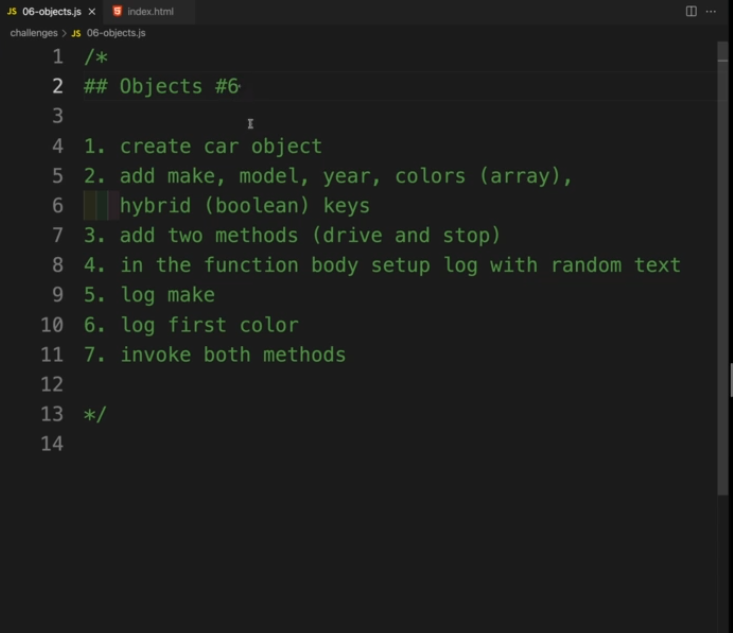 JS 06-objects.js × index.html ...
challenges > JS 06-objects.js
1 /*
2 ## Objects #6
3
4 1. create car object
5 2. add make, model, year, colors (array),
6 hybrid (boolean) keys
7 3. add two methods (drive and stop)
8 4. in the function body setup log with random text
9 5. log make
10 6. log first color
11 7. invoke both methods
12
13 */
14